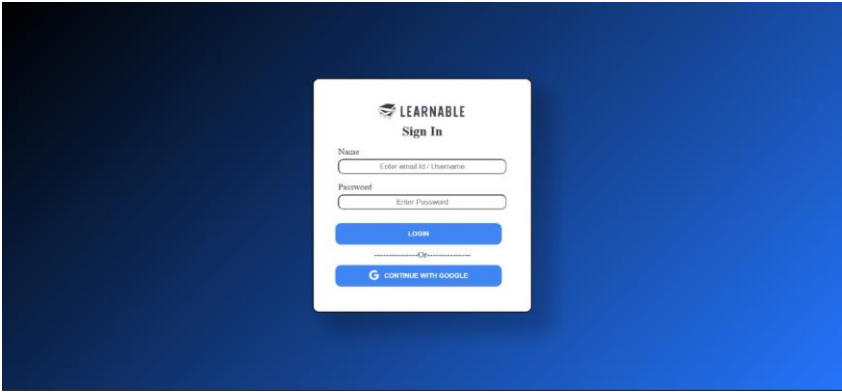 LEARNABLE
Sign In
Name
Enter email Id / Username
Password
Enter Password
LOGIN
----------------Or----------------
CONTINUE WITH GOOGLE